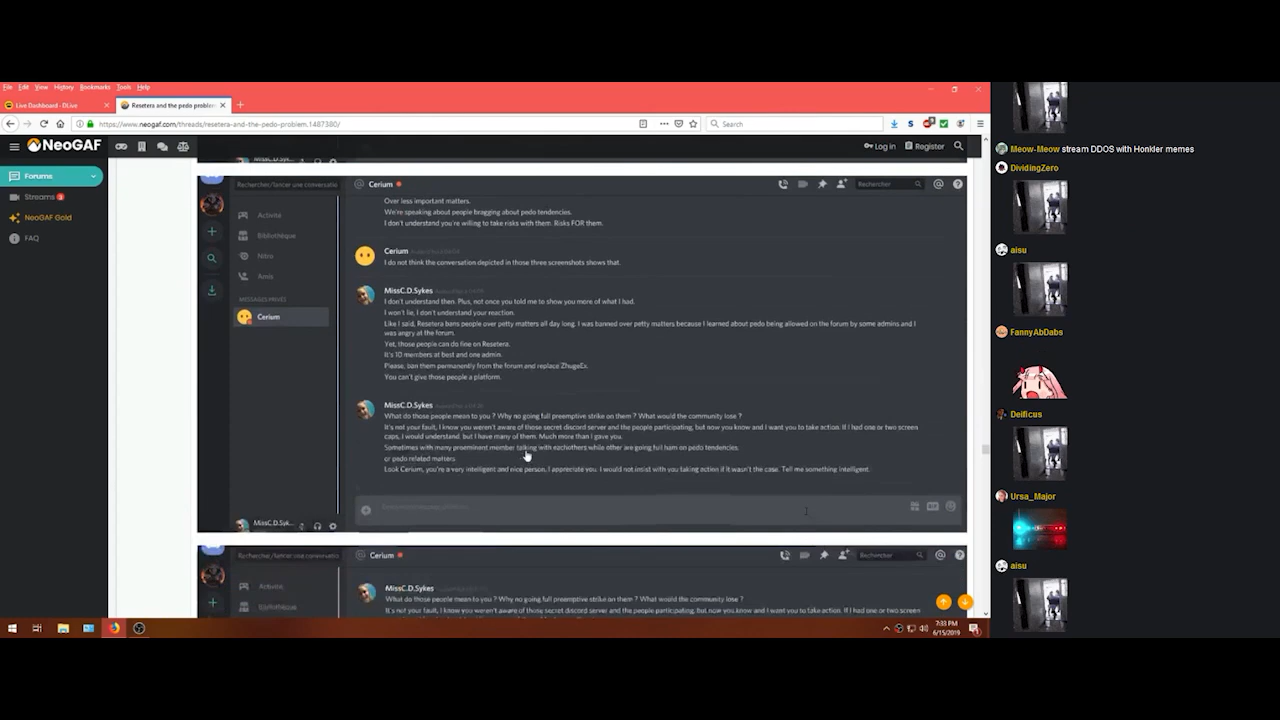 File Edit View History Bookmarks Tools Help
Live Dashboard - DLive
Resetera and the pedo problem
https://www.neogaf.com/threads/resetera-and-the-pedo-problem.1487380/
Search
NeoGAF
Log in
Register
Forums
Streams
NeoGAF Gold
FAQ
MissC.D.Syk...
Rechercher/lancer une conversatio
Cerium
Rechercher
Activité
Bibliothèque
Nitro
Amis
MESSAGES PRIVÉS
Cerium
Over less important matters.
We're speaking about people bragging about pedo tendencies.
I don't understand you're willing to take risks with them. Risks FOR them.
Cerium
I do not think the conversation depicted in those three screenshots shows that.
MissC.D.Sykes
I don't understand then. Plus, not once you told me to show you more of what I had.
I won't lie, I don't understand your reaction.
Like I said, Resetera bans people over petty matters all day long. I was banned over petty matters because I learned about pedo being allowed on the forum by some admins and I
was angry at the forum.
Yet, those people can do fine on Resetera.
It's 10 members at best and one admin.
Please, ban them permanently from the forum and replace ZhugeEx.
You can't give those people a platform.
MissC.D.Sykes
What do those people mean to you ? Why no going full preemptive strike on them ? What would the community lose ?
It's not your fault, I know you weren't aware of those secret discord server and the people participating, but now you know and I want you to take action. If I had one or two screen
caps, I would understand, but I have many of them. Much more than I gave you.
Sometimes with many proeminent member talking with eachothers while other are going full ham on pedo tendencies.
or pedo related matters
Look Cerium, you're a very intelligent and nice person, I appreciate you. I would not insist with you taking action if it wasn't the case. Tell me something intelligent.
MissC.D.Syk...
Rechercher/lancer une conversatio
Cerium
Rechercher
Activité
Bibliothèque
MissC.D.Sykes
What do those people mean to you ? Why no going full preemptive strike on them ? What would the community lose ?
It's not your fault, I know you weren't aware of those secret discord server and the people participating, but now you know and I want you to take action. If I had one or two screen
7:33 PM
6/15/2019
Meow-Meow stream DDOS with Honkler memes
DividingZero
aisu
FannyAbDabs
Delficus
Ursa_Major
aisu